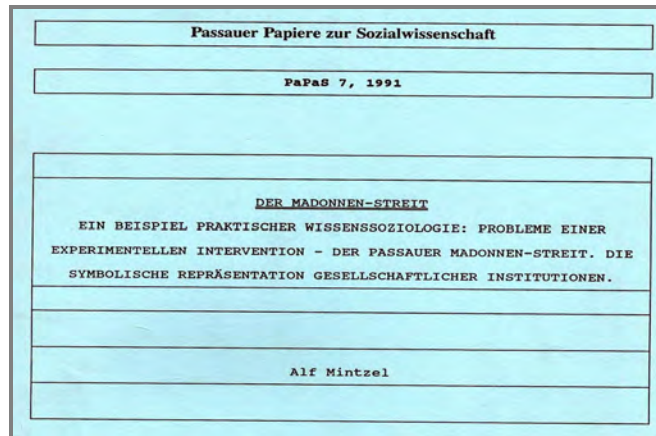 Passauer Papiere zur Sozialwissenschaft
PaPaS 7, 1991
DER MADONNEN-STREIT
EIN BEISPIEL PRAKTISCHER WISSENSSOZIOLOGIE: PROBLEME EINER
EXPERIMENTELLEN INTERVENTION - DER PASSAUER MADONNEN-STREIT. DIE
SYMBOLISCHE REPRÄSENTATION GESELLSCHAFTLICHER INSTITUTIONEN.
Alf Mintzel